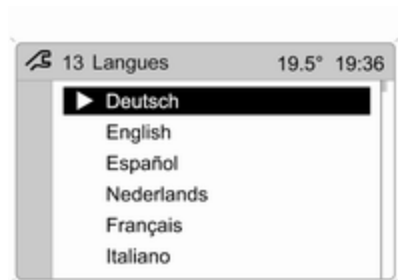 13 Langues 19.5° 19:36
Deutsch
English
Español
Nederlands
Français
Italiano